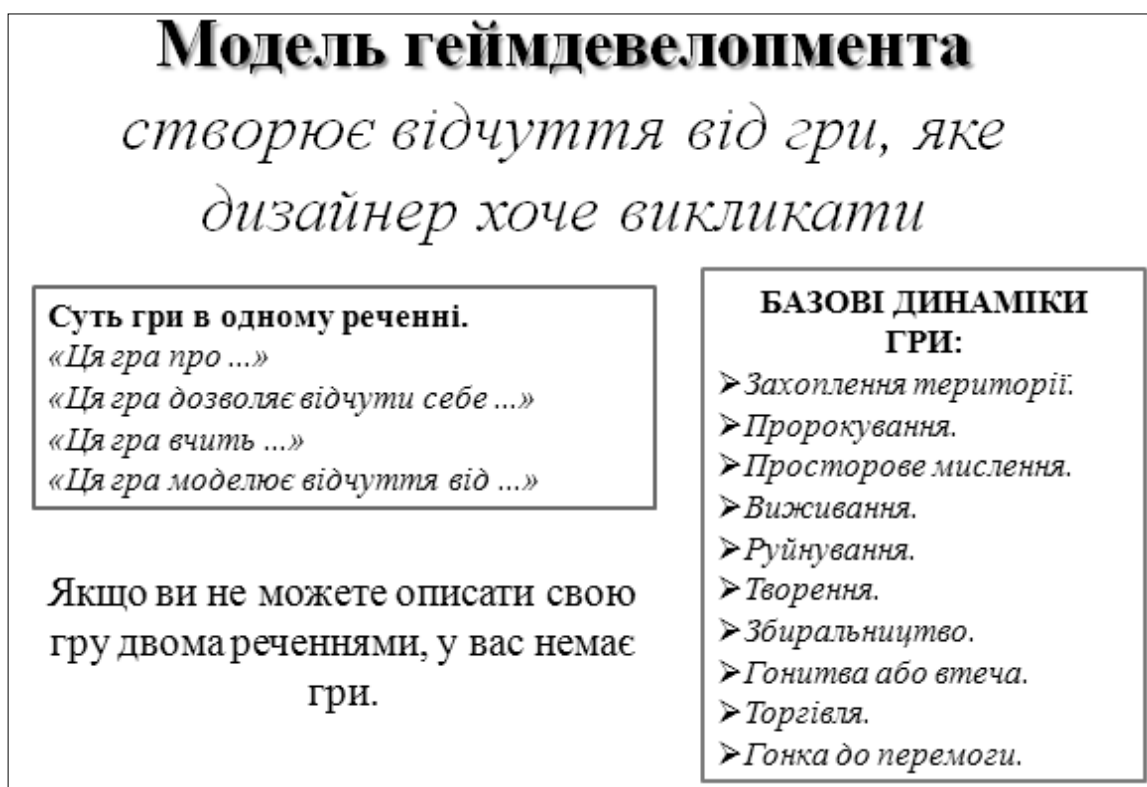 Модель геймдевелопмента
створює відчуття від гри, яке
дизайнер хоче викликати
Суть гри в одному реченні.
«Ця гра про ...»
«Ця гра дозволяє відчути себе ...»
«Ця гра вчить ...»
«Ця гра моделює відчуття від ...»
Якщо ви не можете описати свою
гру двома реченнями, у вас немає
гри.
БАЗОВІ ДИНАМІКИ
ГРИ:
➢Захоплення території.
➢Пророкування.
➢Просторове мислення.
➢Виживання.
➢Руйнування.
➢Творення.
➢Збиральництво.
➢Гонитва або втеча.
➢Торгівля.
➢Гонка до перемоги.